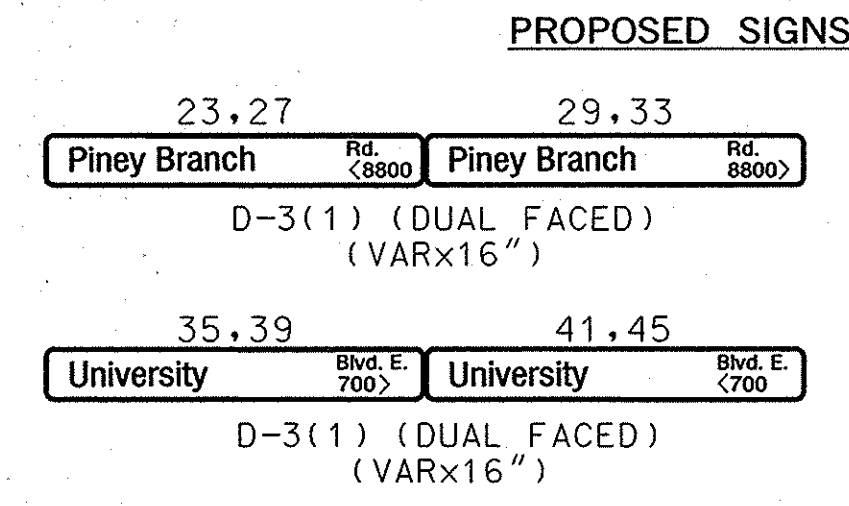 PROPOSED SIGNS
23,27 29,33
Piney Branch Rd. <8800 Piney Branch Rd. 8800>
D-3(1) (DUAL FACED)
(VARx16")
35,39 41,45
University Blvd. E. 700> University Blvd. E. <700
D-3(1) (DUAL FACED)
(VARx16")